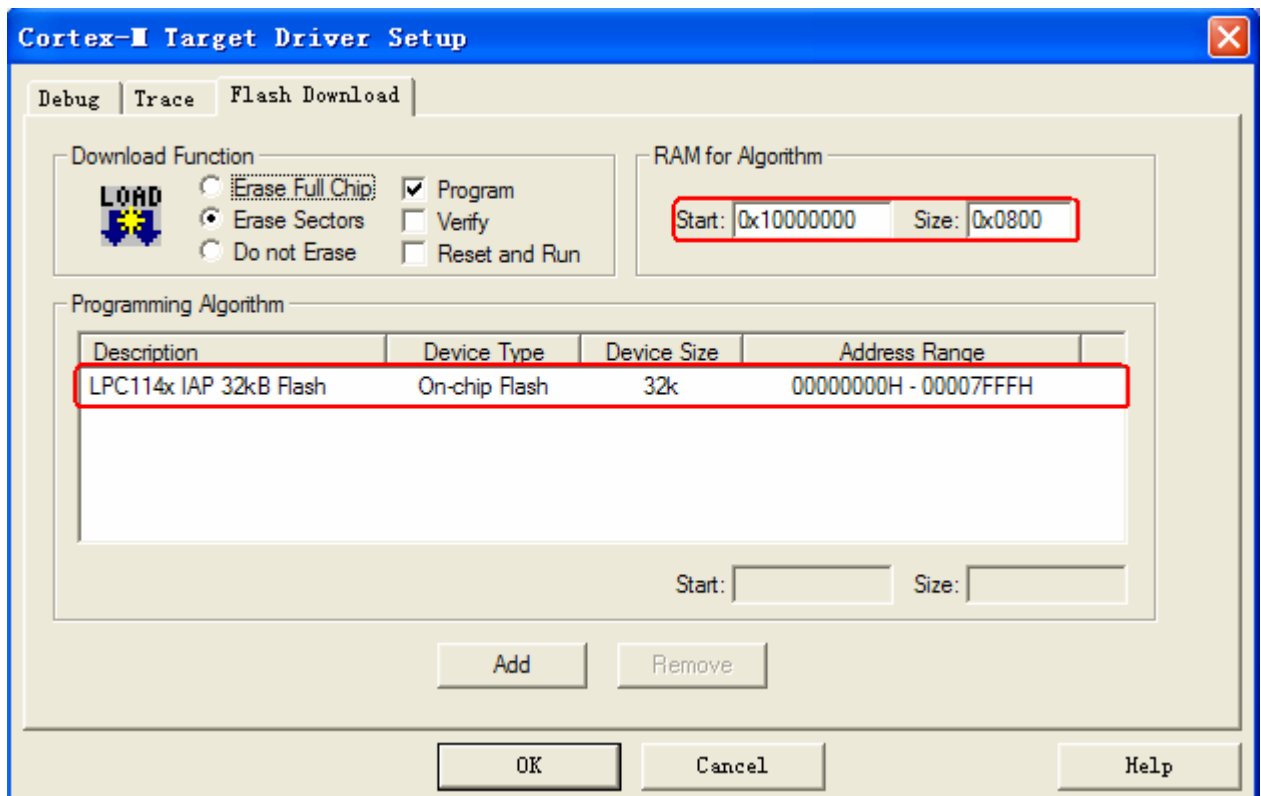 Cortex-M Target Driver Setup
Debug Trace Flash Download
Download Function
LOAD
Erase Full Chip
Erase Sectors
Do not Erase
Program
Verify
Reset and Run
RAM for Algorithm
Start: 0x10000000 Size: 0x0800
Programming Algorithm
Description Device Type Device Size Address Range
LPC114x IAP 32kB Flash On-chip Flash 32k 00000000H - 00007FFFH
Start: Size:
Add Remove
OK Cancel Help